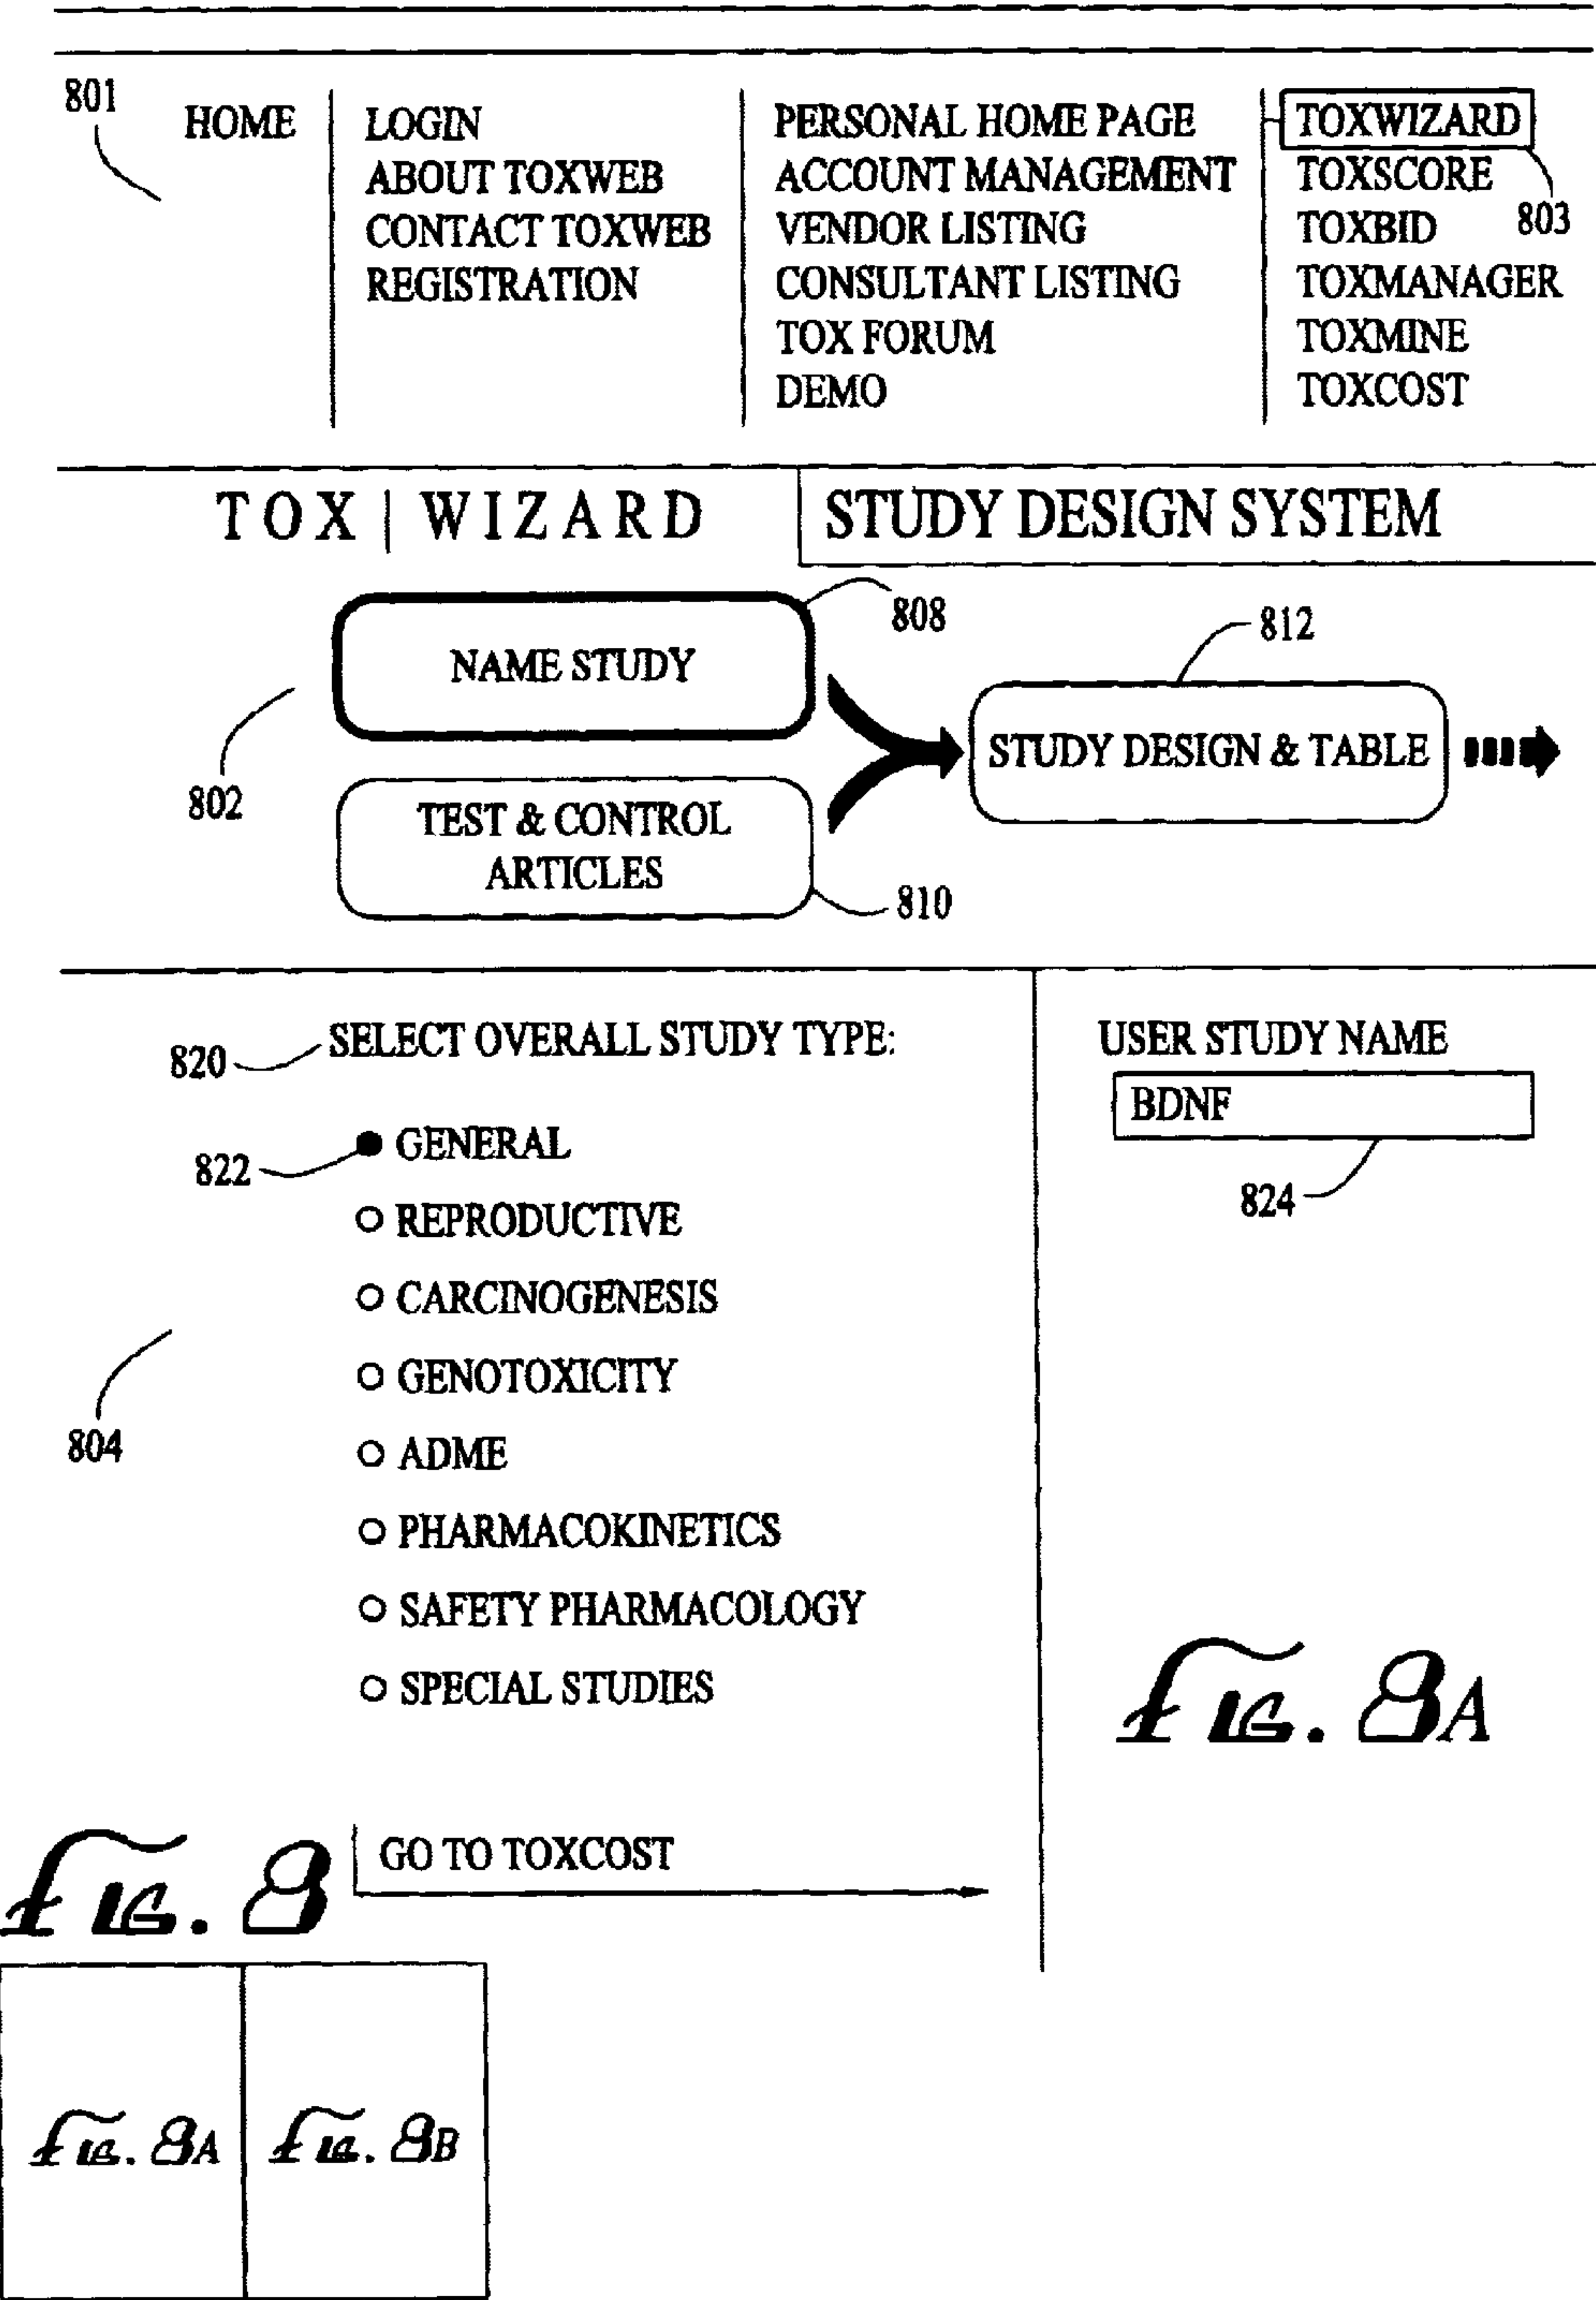 801
HOME
LOGIN
ABOUT TOXWEB
CONTACT TOXWEB
REGISTRATION
PERSONAL HOME PAGE
ACCOUNT MANAGEMENT
VENDOR LISTING
CONSULTANT LISTING
TOX FORUM
DEMO
TOXWIZARD
TOXSCORE
TOXBID
TOXMANAGER
TOXMINE
TOXCOST
803
TOX | WIZARD
STUDY DESIGN SYSTEM
808
NAME STUDY
812
STUDY DESIGN & TABLE
802
TEST & CONTROL
ARTICLES
810
820
SELECT OVERALL STUDY TYPE:
822
GENERAL
REPRODUCTIVE
CARCINOGENESIS
GENOTOXICITY
ADME
PHARMACOKINETICS
SAFETY PHARMACOLOGY
SPECIAL STUDIES
804
USER STUDY NAME
BDNF
824
FIG. 8A
GO TO TOXCOST
FIG. 8
FIG. 8A
FIG. 8B